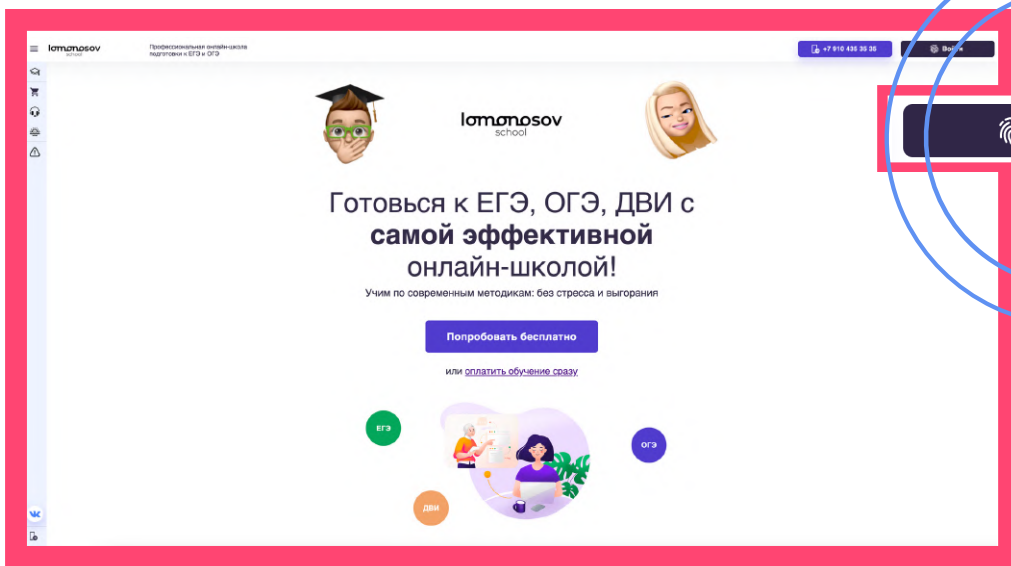 lomonosov
school
Профессиональная онлайн-школа
подготовки к ЕГЭ и ОГЭ
+7 910 435 36 36
Войти
lomonosov
school
Готовься к ЕГЭ, ОГЭ, ДВИ с
самой эффективной
онлайн-школой!
Учим по современным методикам: без стресса и выгорания
Попробовать бесплатно
или оплатить обучение сразу
ЕГЭ
ОГЭ
ДВИ